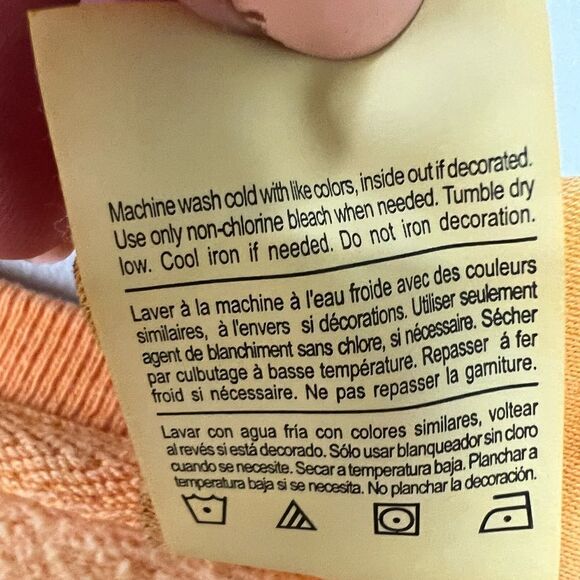 Machine wash cold with like colors, inside out if decorated.
Use only non-chlorine bleach when needed. Tumble dry
low. Cool iron if needed. Do not iron decoration.
Laver à la machine à l'eau froide avec des couleurs
similaires, à l'envers si décorations. Utiliser seulement
agent de blanchiment sans chlore, si nécessaire. Sécher
par culbutage à basse température. Repasser á fer
froid si nécessaire. Ne pas repasser la garniture.
Lavar con agua fría con colores similares, voltear
al revés si está decorado. Sólo usar blanqueador sin cloro
cuando se necesite. Secar a temperatura baja. Planchar a
temperatura baja si se necesita. No planchar la decoración.